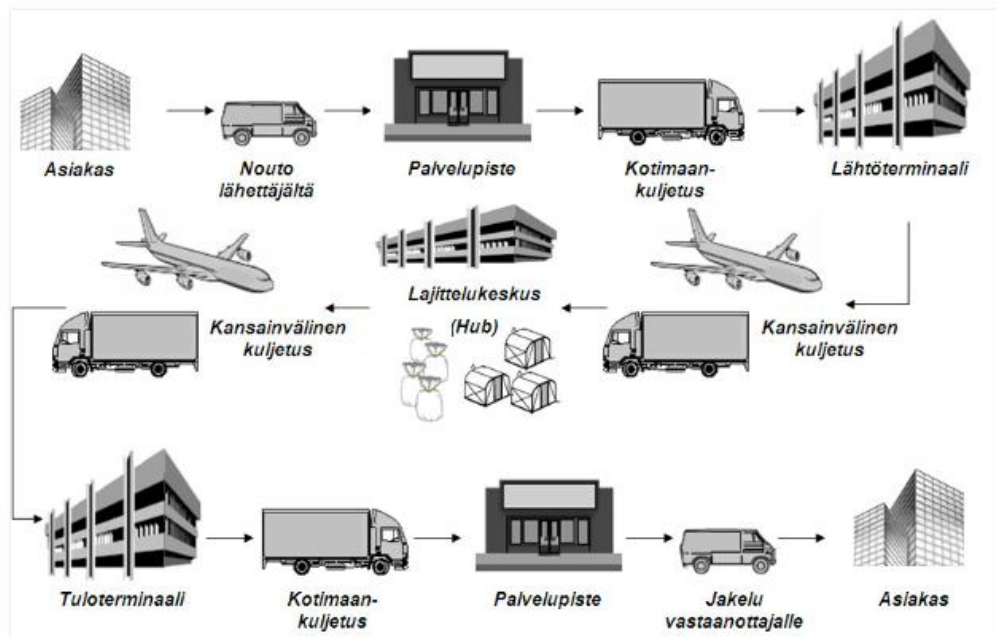 Asiakas
Nouto
lähettäjältä
Palvelupiste
Kotimaan-
kuljetus
Lähtöterminaali
Kansainvälinen
kuljetus
Lajittelukeskus
(Hub)
Kansainvälinen
kuljetus
Tuloterminaali
Kotimaan-
kuljetus
Palvelupiste
Jakelu
vastaanottajalle
Asiakas